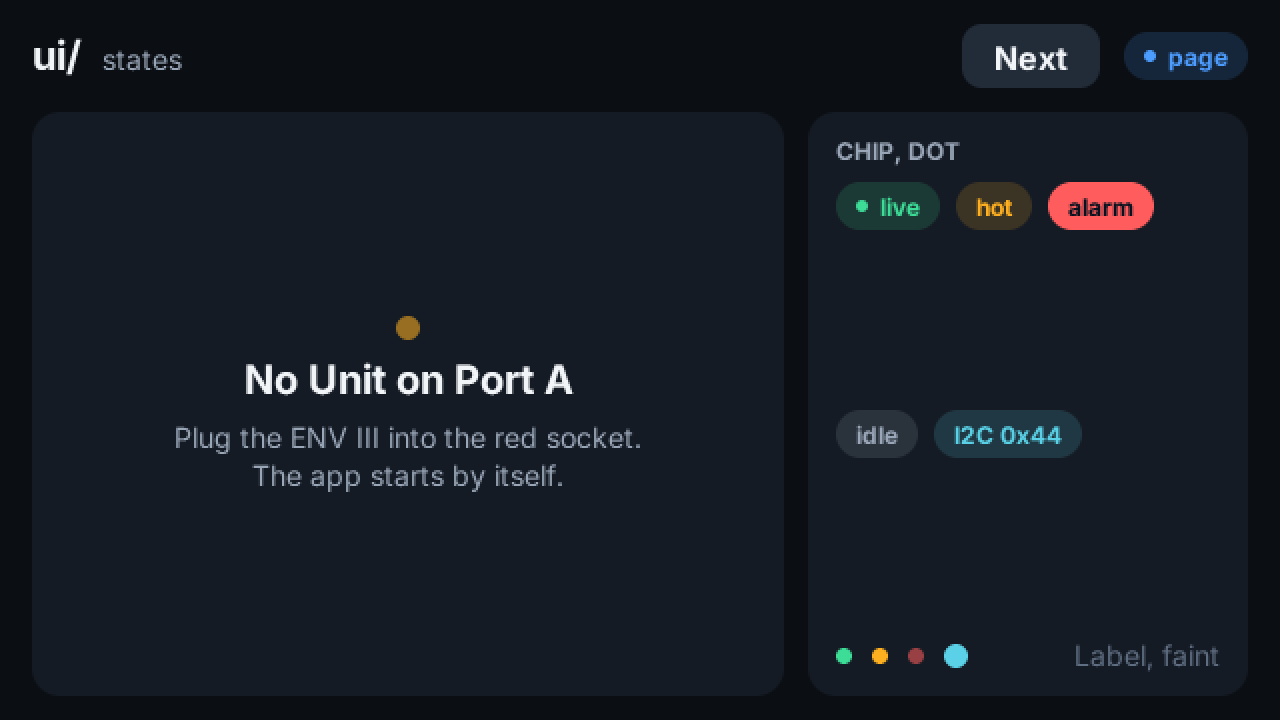 ui/ states
Next
page
No Unit on Port A
Plug the ENV III into the red socket.
The app starts by itself.
CHIP, DOT
live hot alarm
idle I2C 0x44
Label, faint